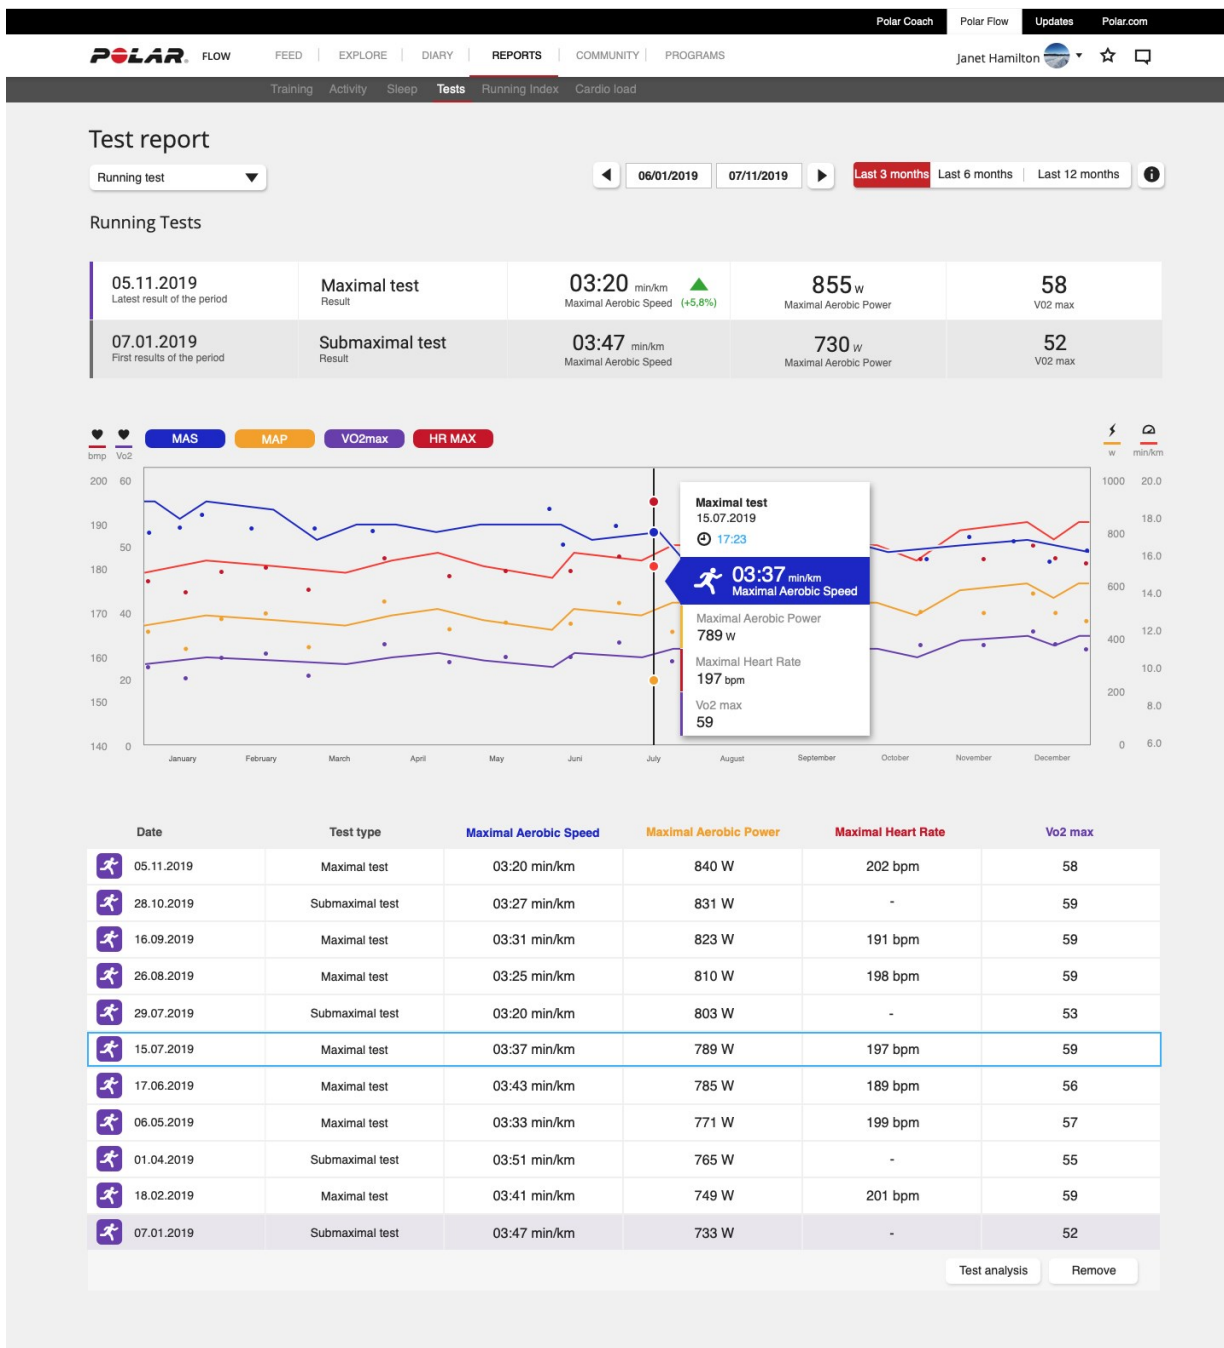 Polar Coach Polar Flow Updates Polar.com
POLAR. FLOW FEED EXPLORE DIARY REPORTS COMMUNITY PROGRAMS Janet Hamilton
Training Activity Sleep Tests Running Index Cardio load
Test report
Running test 06/01/2019 07/11/2019 Last 3 months Last 6 months Last 12 months
Running Tests
05.11.2019 Maximal test 03:20 min/km 855 w 58
Latest result of the period Result Maximal Aerobic Speed (+5,8%) Maximal Aerobic Power V02 max
07.01.2019 Submaximal test 03:47 min/km 730 w 52
First results of the period Result Maximal Aerobic Speed Maximal Aerobic Power V02 max
MAS MAP VO2max HR MAX
bmp Vo2 w min/km
200 60 1000 20.0
190 18.0
50 800
180 16.0
600 14.0
170 40
400 12.0
160 10.0
20 200
150 8.0
140 0 0 6.0
Maximal test
15.07.2019
17:23
03:37 min/km
Maximal Aerobic Speed
Maximal Aerobic Power
789 w
Maximal Heart Rate
197 bpm
Vo2 max
59
January February March April May Juni July August September October November December
Date Test type Maximal Aerobic Speed Maximal Aerobic Power Maximal Heart Rate Vo2 max
05.11.2019 Maximal test 03:20 min/km 840 W 202 bpm 58
28.10.2019 Submaximal test 03:27 min/km 831 W - 59
16.09.2019 Maximal test 03:31 min/km 823 W 191 bpm 59
26.08.2019 Maximal test 03:25 min/km 810 W 198 bpm 59
29.07.2019 Submaximal test 03:20 min/km 803 W - 53
15.07.2019 Maximal test 03:37 min/km 789 W 197 bpm 59
17.06.2019 Maximal test 03:43 min/km 785 W 189 bpm 56
06.05.2019 Maximal test 03:33 min/km 771 W 199 bpm 57
01.04.2019 Submaximal test 03:51 min/km 765 W - 55
18.02.2019 Maximal test 03:41 min/km 749 W 201 bpm 59
07.01.2019 Submaximal test 03:47 min/km 733 W - 52
Test analysis Remove